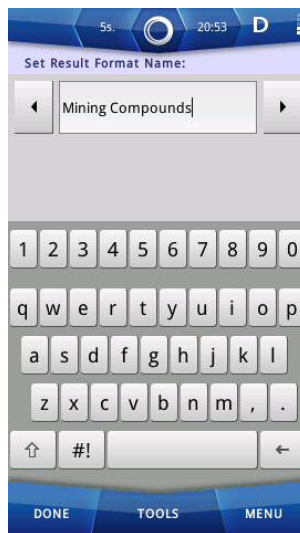 5s. 20:53 D
Set Result Format Name:
Mining Compounds
1 2 3 4 5 6 7 8 9 0
q w e r t y u i o p
a s d f g h j k l
z x c v b n m , .
#!
DONE TOOLS MENU